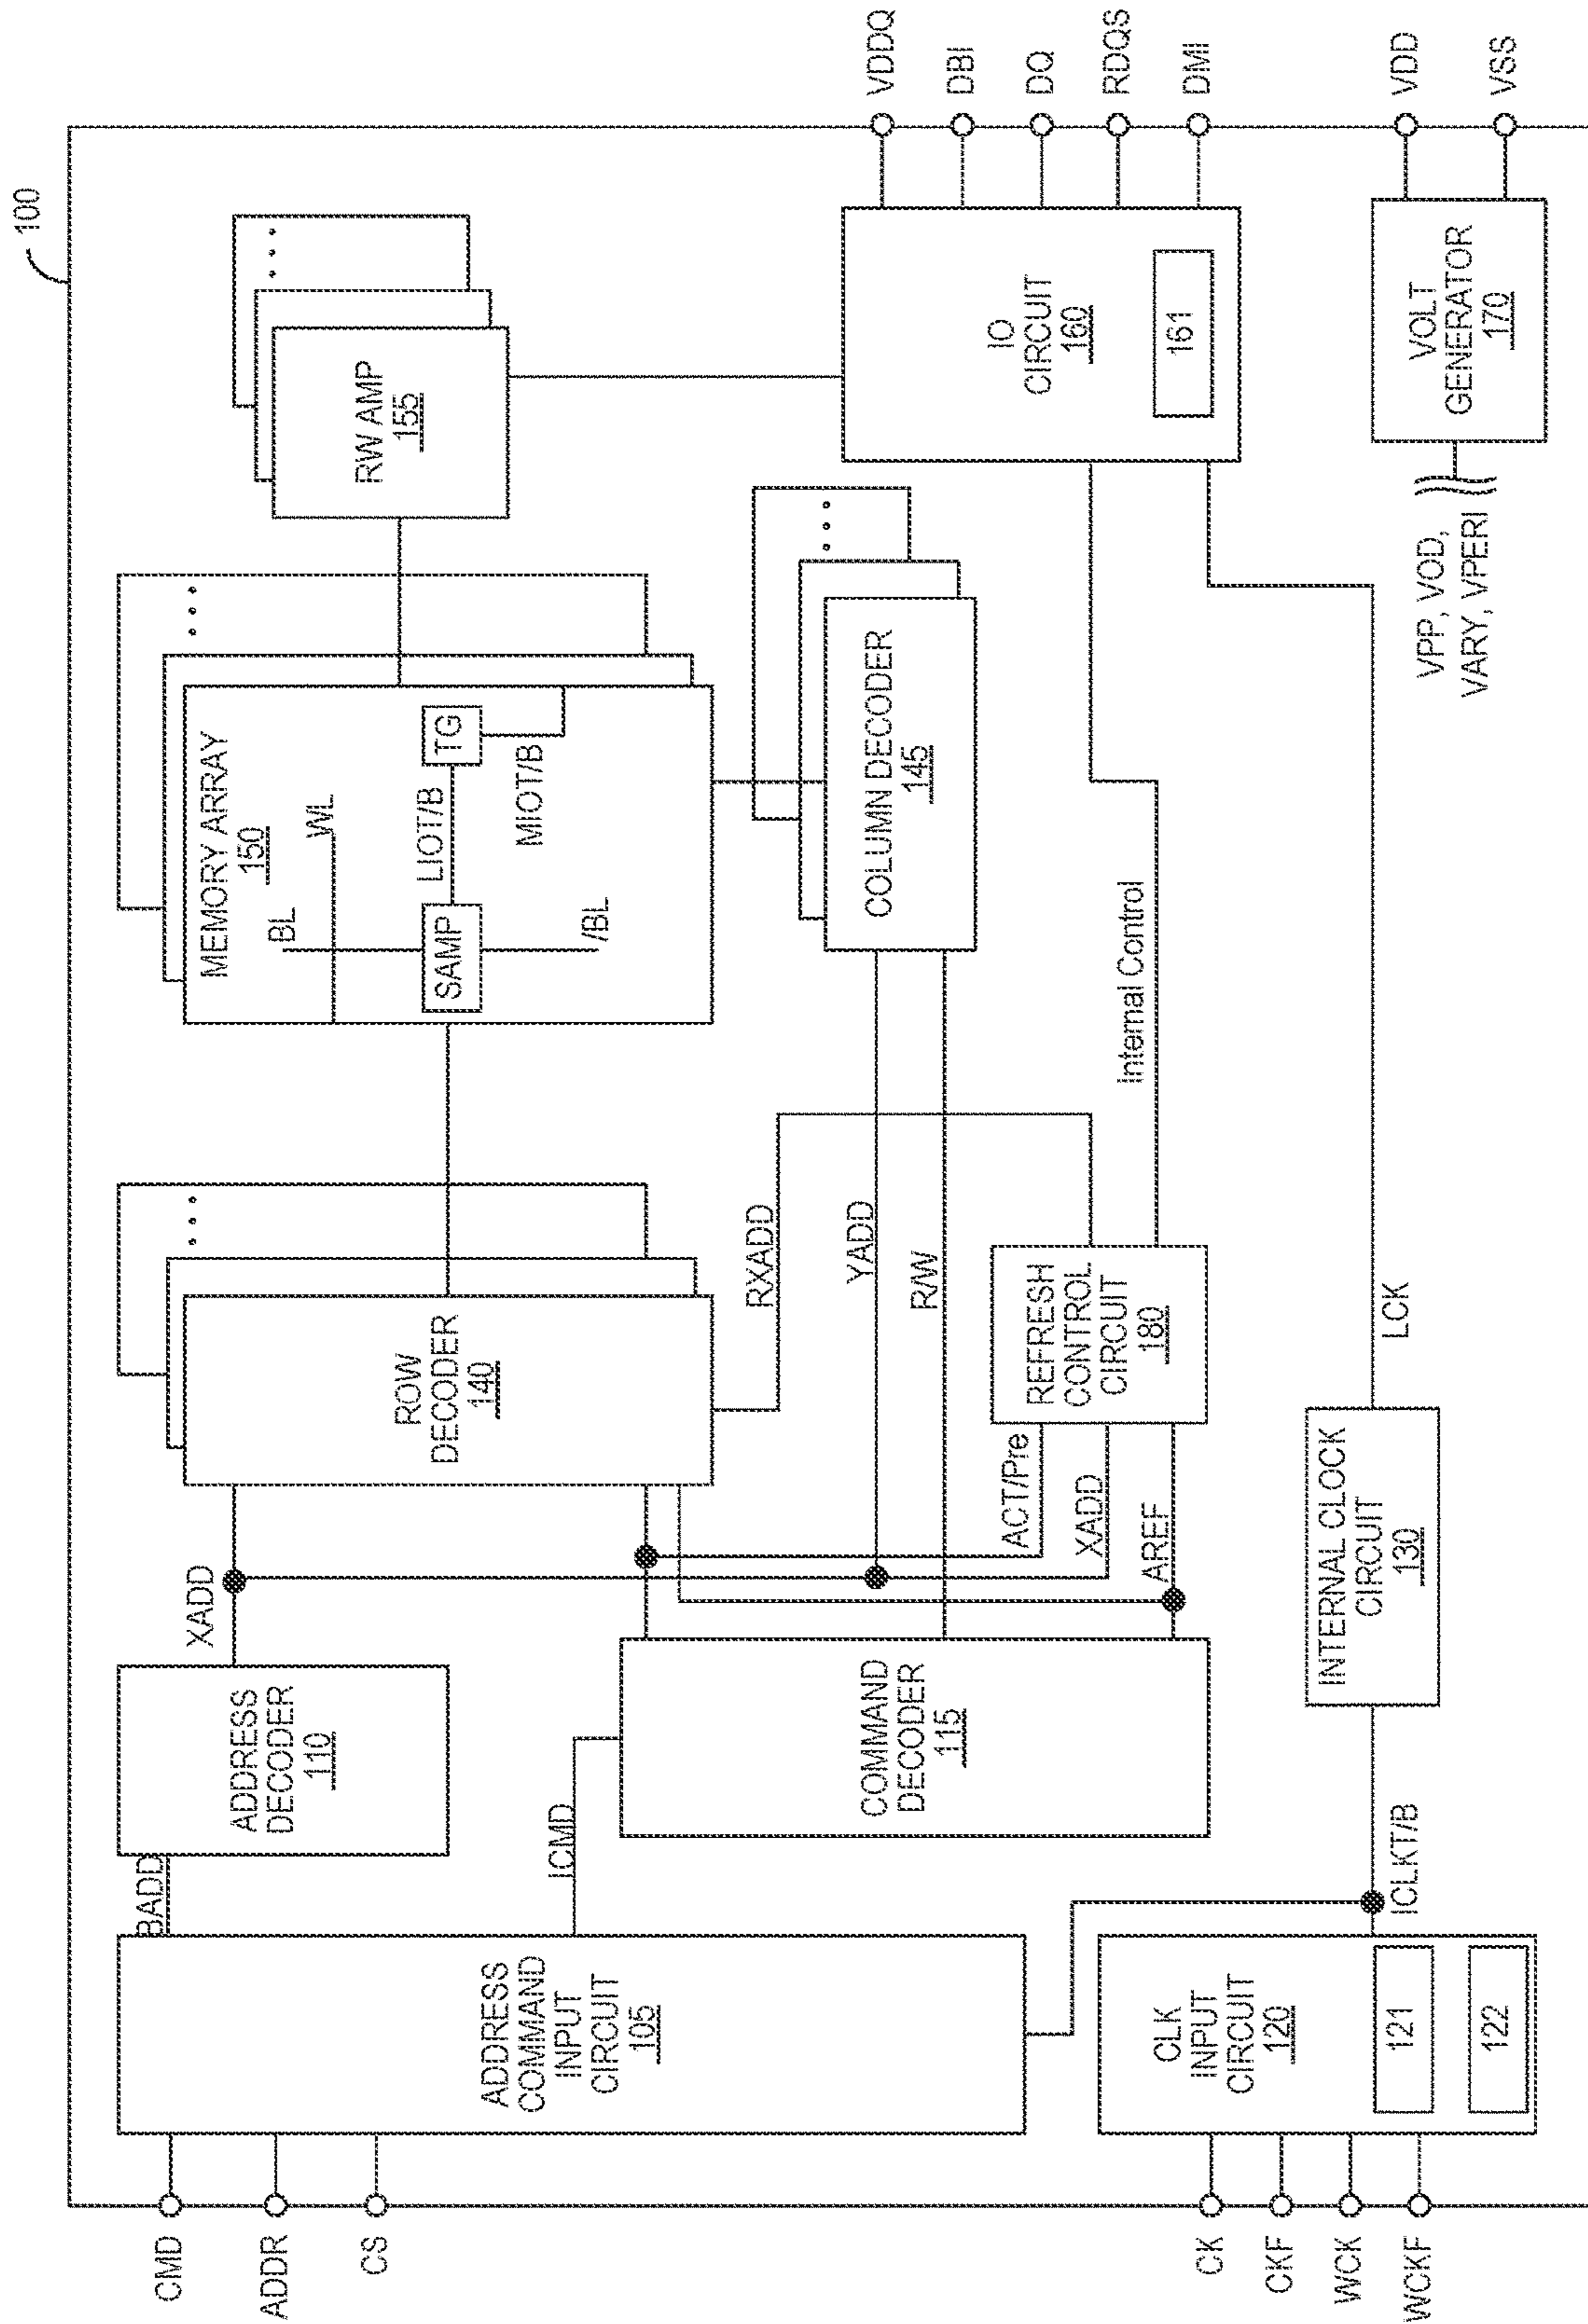 100
CMD
ADDR
CS
CK
CKF
WCK
WCKF
ADDRESS
COMMAND
INPUT
CIRCUIT
105
CLK
INPUT
CIRCUIT
120
121
122
BADD
ICMD
ICLKT/B
ADDRESS
DECODER
110
COMMAND
DECODER
115
INTERNAL CLOCK
CIRCUIT
130
XADD
ACT/Pre
XADD
AREF
ROW
DECODER
140
REFRESH
CONTROL
CIRCUIT
180
RXADD
YADD
R/W
LCK
Internal Control
MEMORY ARRAY
150
BL
WL
SAMP
LIOT/B
TG
MIOT/B
/BL
COLUMN DECODER
145
RW AMP
155
IO
CIRCUIT
160
161
VOLT
GENERATOR
170
VPP, VOD,
VARY, VPERI
VDDQ
DBI
DQ
RDQS
DMI
VDD
VSS